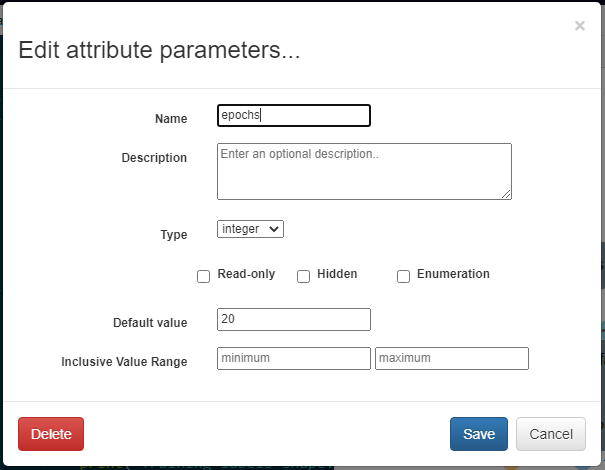 ×
Edit attribute parameters...
Name epochs
Description Enter an optional description..
Type integer
Read-only Hidden Enumeration
Default value 20
Inclusive Value Range minimum maximum
Delete Save Cancel